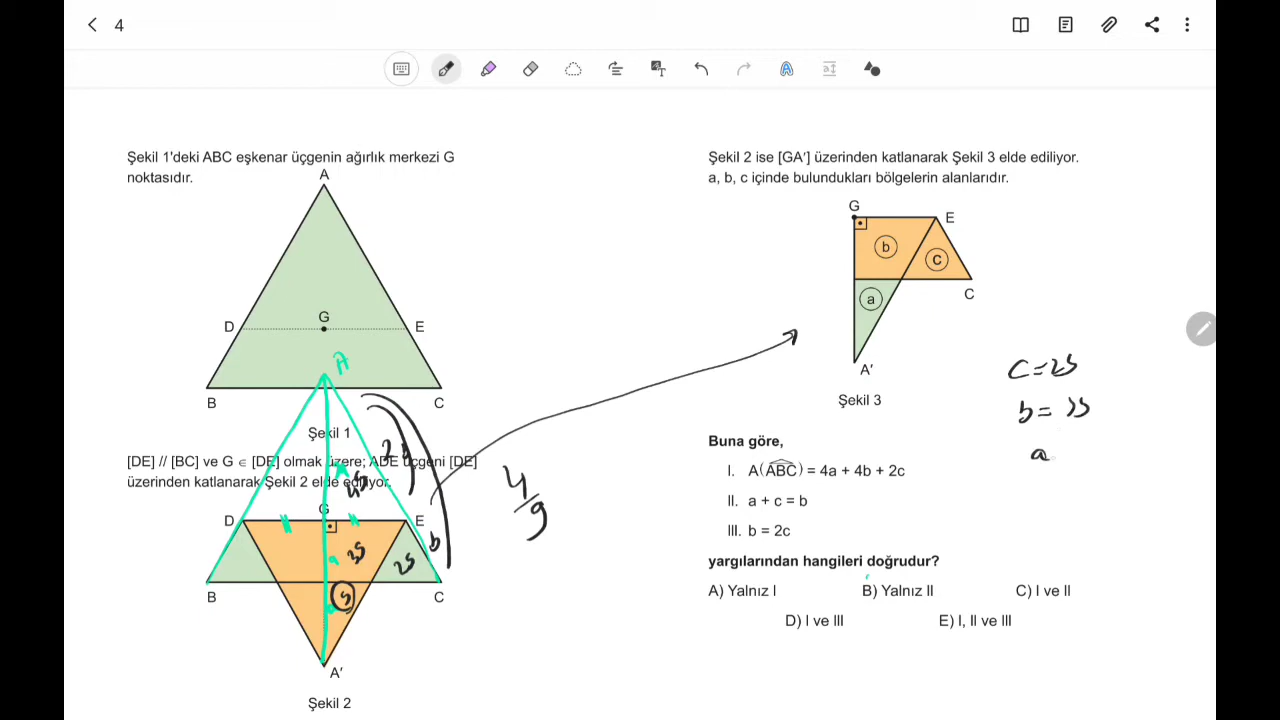 4
Şekil 1'deki ABC eşkenar üçgenin ağırlık merkezi G
noktasıdır.
A
D
G
E
B
C
A
Şekil 1
[DE] // [BC] ve G ∈ [DE] olmak üzere; ADE üçgeni [DE]
üzerinden katlanarak Şekil 2 elde ediliyor.
4S
D
G
E
a
3S
2S
b
B
S
C
A'
Şekil 2
4/9
Şekil 2 ise [GA'] üzerinden katlanarak Şekil 3 elde ediliyor.
a, b, c içinde bulundukları bölgelerin alanlarıdır.
G
E
b
c
a
C
A'
Şekil 3
C = 2S
b = 3S
a
Buna göre,
I. A(ABC) = 4a + 4b + 2c
II. a + c = b
III. b = 2c
yargılarından hangileri doğrudur?
A) Yalnız I B) Yalnız II C) I ve II
D) I ve III E) I, II ve III